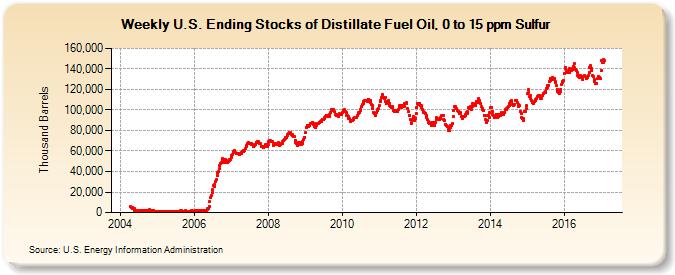 Weekly U.S. Ending Stocks of Distillate Fuel Oil, 0 to 15 ppm Sulfur
Thousand Barrels
160,000
140,000
120,000
100,000
80,000
60,000
40,000
20,000
0
2004 2006 2008 2010 2012 2014 2016
Source: U.S. Energy Information Administration